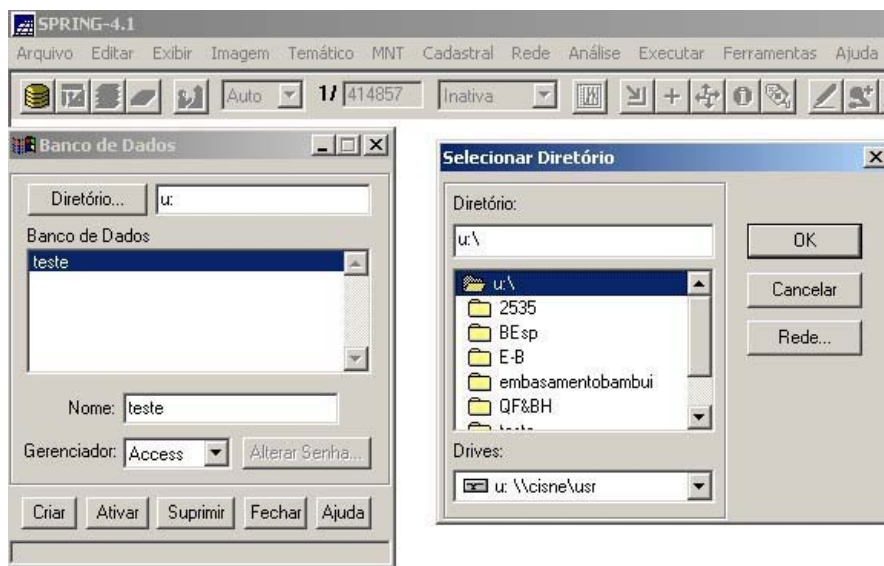 SPRING-4.1
Arquivo Editar Exibir Imagem Temático MNT Cadastral Rede Análise Executar Ferramentas Ajuda
Auto 1/ 414857 Inativa
Banco de Dados
Diretório... u:
Banco de Dados
teste
Nome: teste
Gerenciador: Access Alterar Senha...
Criar Ativar Suprimir Fechar Ajuda
Selecionar Diretório
Diretório:
u:\
u:\
2535
BEsp
E-B
embasamentobambui
QF&BH
Drives:
u: \\cisne\usr
OK
Cancelar
Rede...